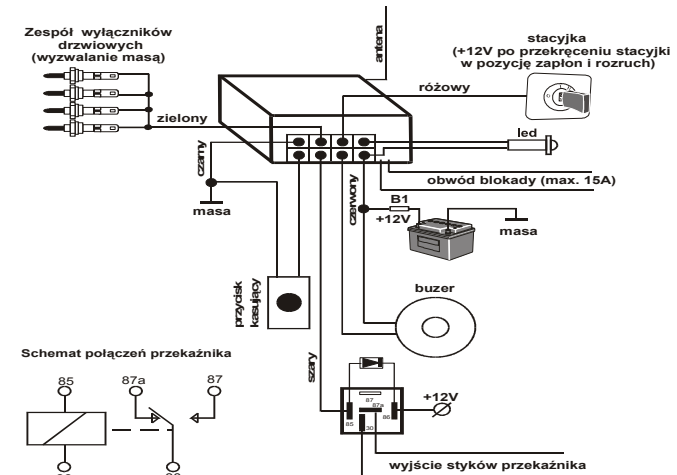 Zespół wyłączników
drzwiowych
(wyzwalanie masą)
antena
stacyjka
(+12V po przekręceniu stacyjki
w pozycję zapłon i rozruch)
różowy
zielony
led
czarny
obwód blokady (max. 15A)
masa
czerwony
B1
+12V
masa
przycisk
kasujący
buzer
Schemat połączeń przekaźnika
szary
85
87a
87
+12V
87
87a
85
86
30
wyjście styków przekaźnika